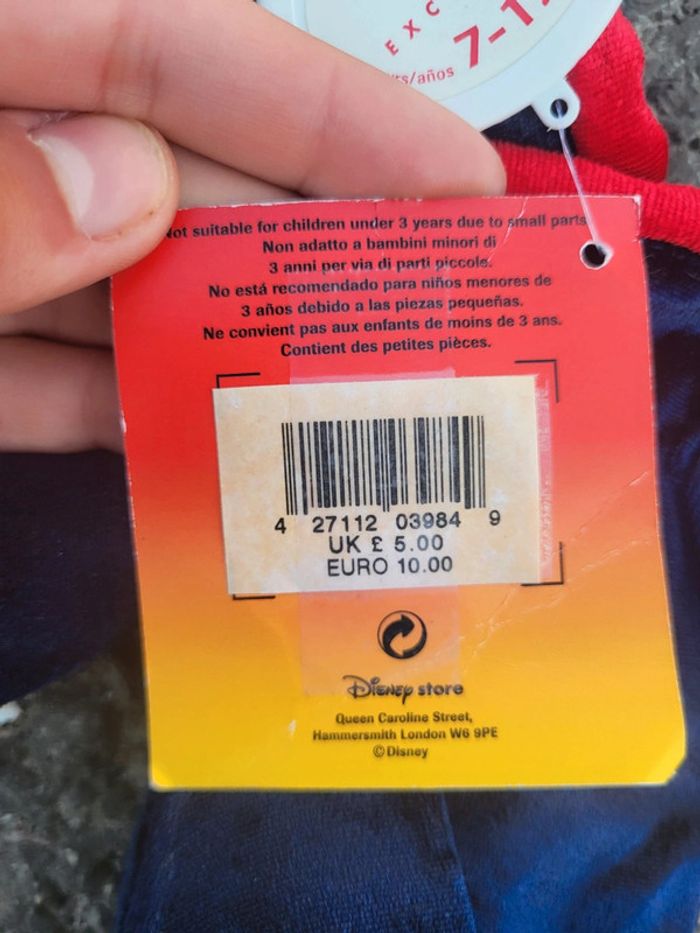 EXC
7-1
/años
Not suitable for children under 3 years due to small parts
Non adatto a bambini minori di
3 anni per via di parti piccole.
No está recomendado para niños menores de
3 años debido a las piezas pequeñas.
Ne convient pas aux enfants de moins de 3 ans.
Contient des petites pièces.
4 27112 03984 9
UK £ 5.00
EURO 10.00
Disney store
Queen Caroline Street,
Hammersmith London W6 9PE
© Disney